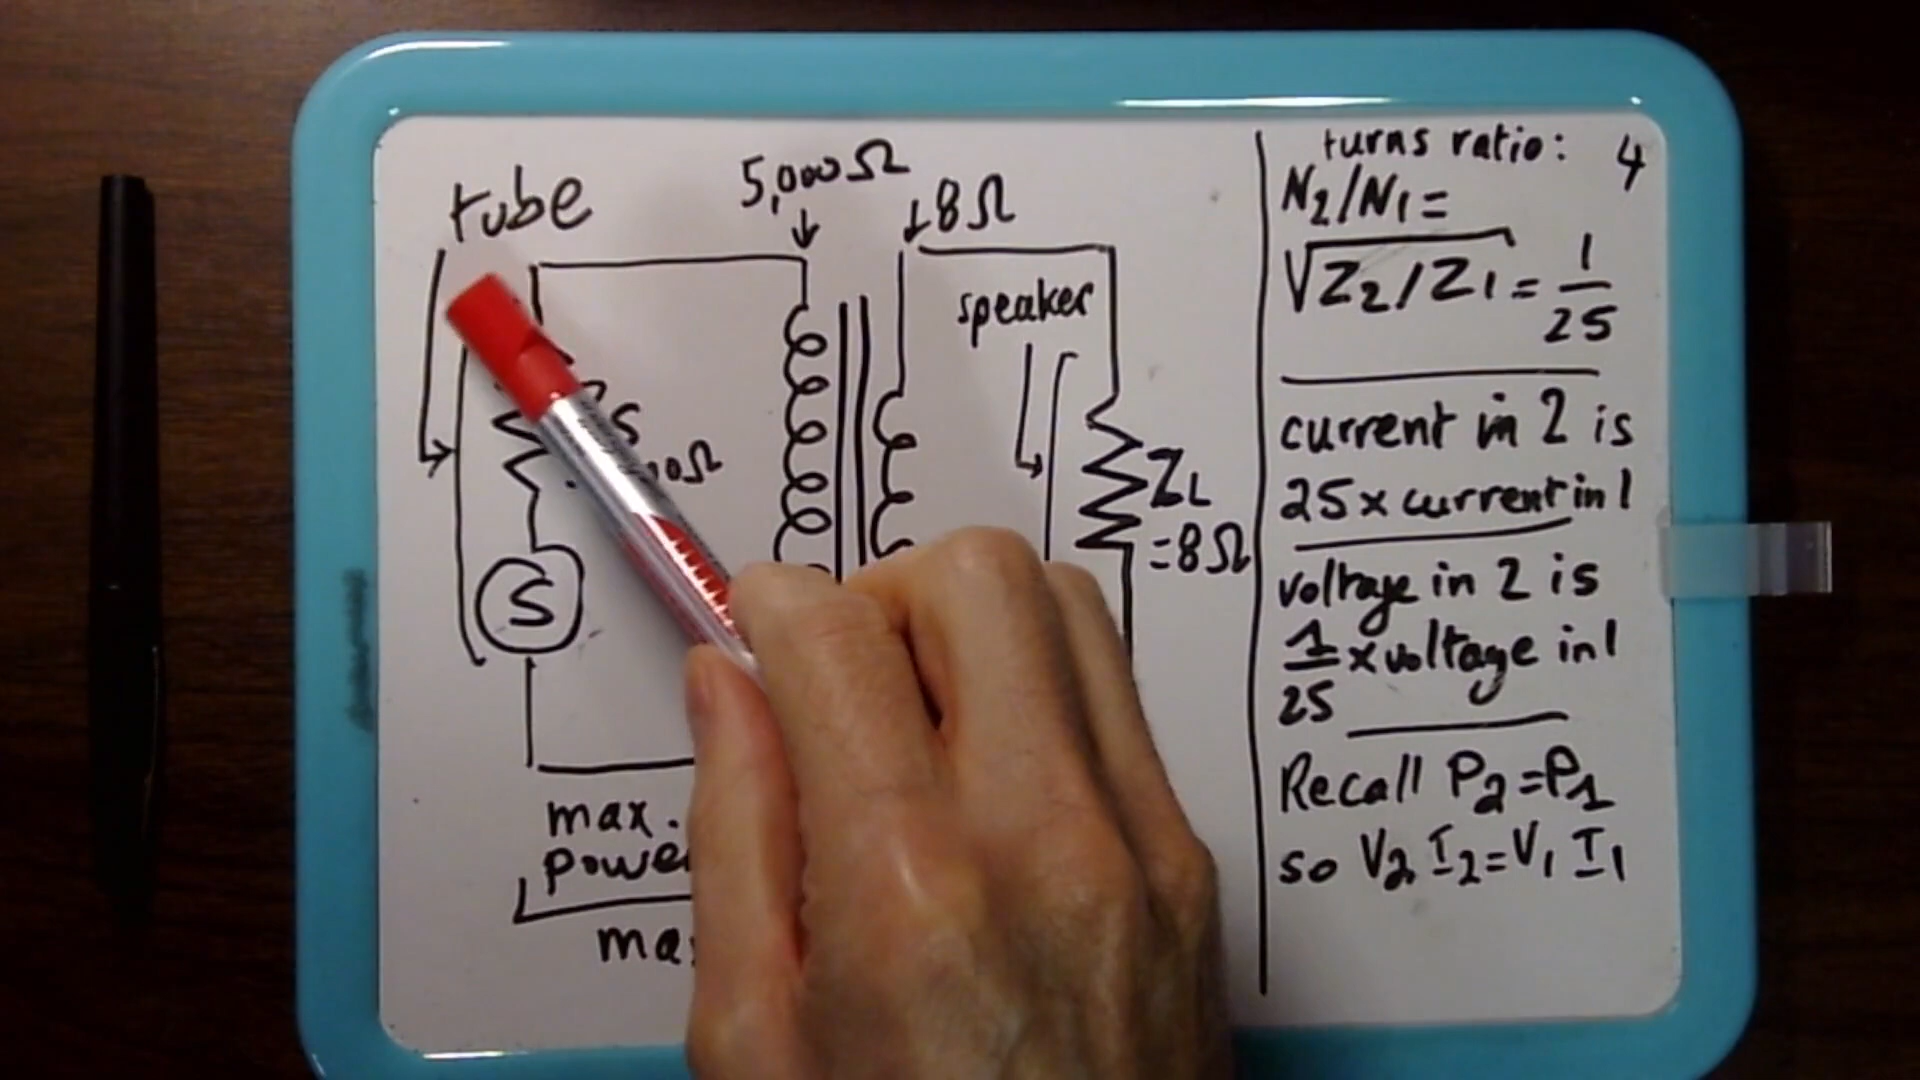 tube
5,000Ω
8Ω
speaker
S
ZL
=8Ω
max.
turns ratio: 4
N2/N1=
√Z2/Z1 = 1/25
current in 2 is
25 x current in 1
voltage in 2 is
1/25 x voltage in 1
Recall P2=P1
so V2 I2=V1 I1